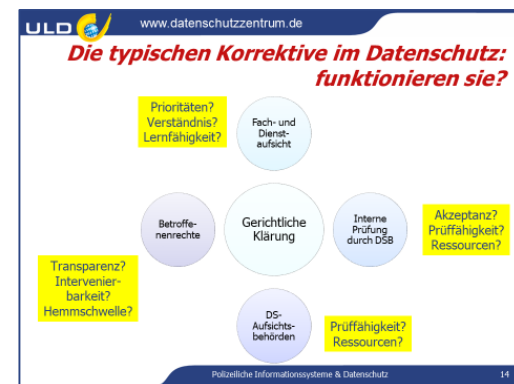 ULD
www.datenschutzzentrum.de
Die typischen Korrektive im Datenschutz:
funktionieren sie?
Prioritäten?
Verständnis?
Lernfähigkeit?
Fach- und
Dienst-
aufsicht
Betroffe-
nenrechte
Gerichtliche
Klärung
Interne
Prüfung
durch DSB
Akzeptanz?
Prüffähigkeit?
Ressourcen?
Transparenz?
Intervenier-
barkeit?
Hemmschwelle?
DS-
Aufsichts-
behörden
Prüffähigkeit?
Ressourcen?
Polizeiliche Informationssysteme & Datenschutz
14